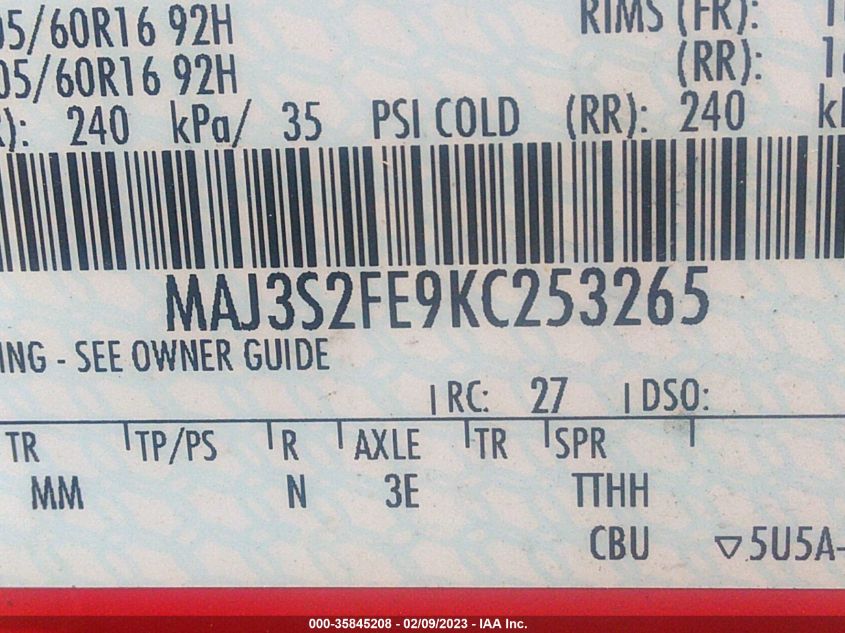 05/60R16 92H RIMS (FR):
05/60R16 92H (RR):
): 240 kPa/ 35 PSI COLD (RR): 240
MAJ3S2FE9KC253265
ING - SEE OWNER GUIDE
RC: 27 DSO:
TR TP/PS R AXLE TR SPR
MM N 3E TTHH
CBU ▽5U5A-
000-35845208 - 02/09/2023 - IAA Inc.